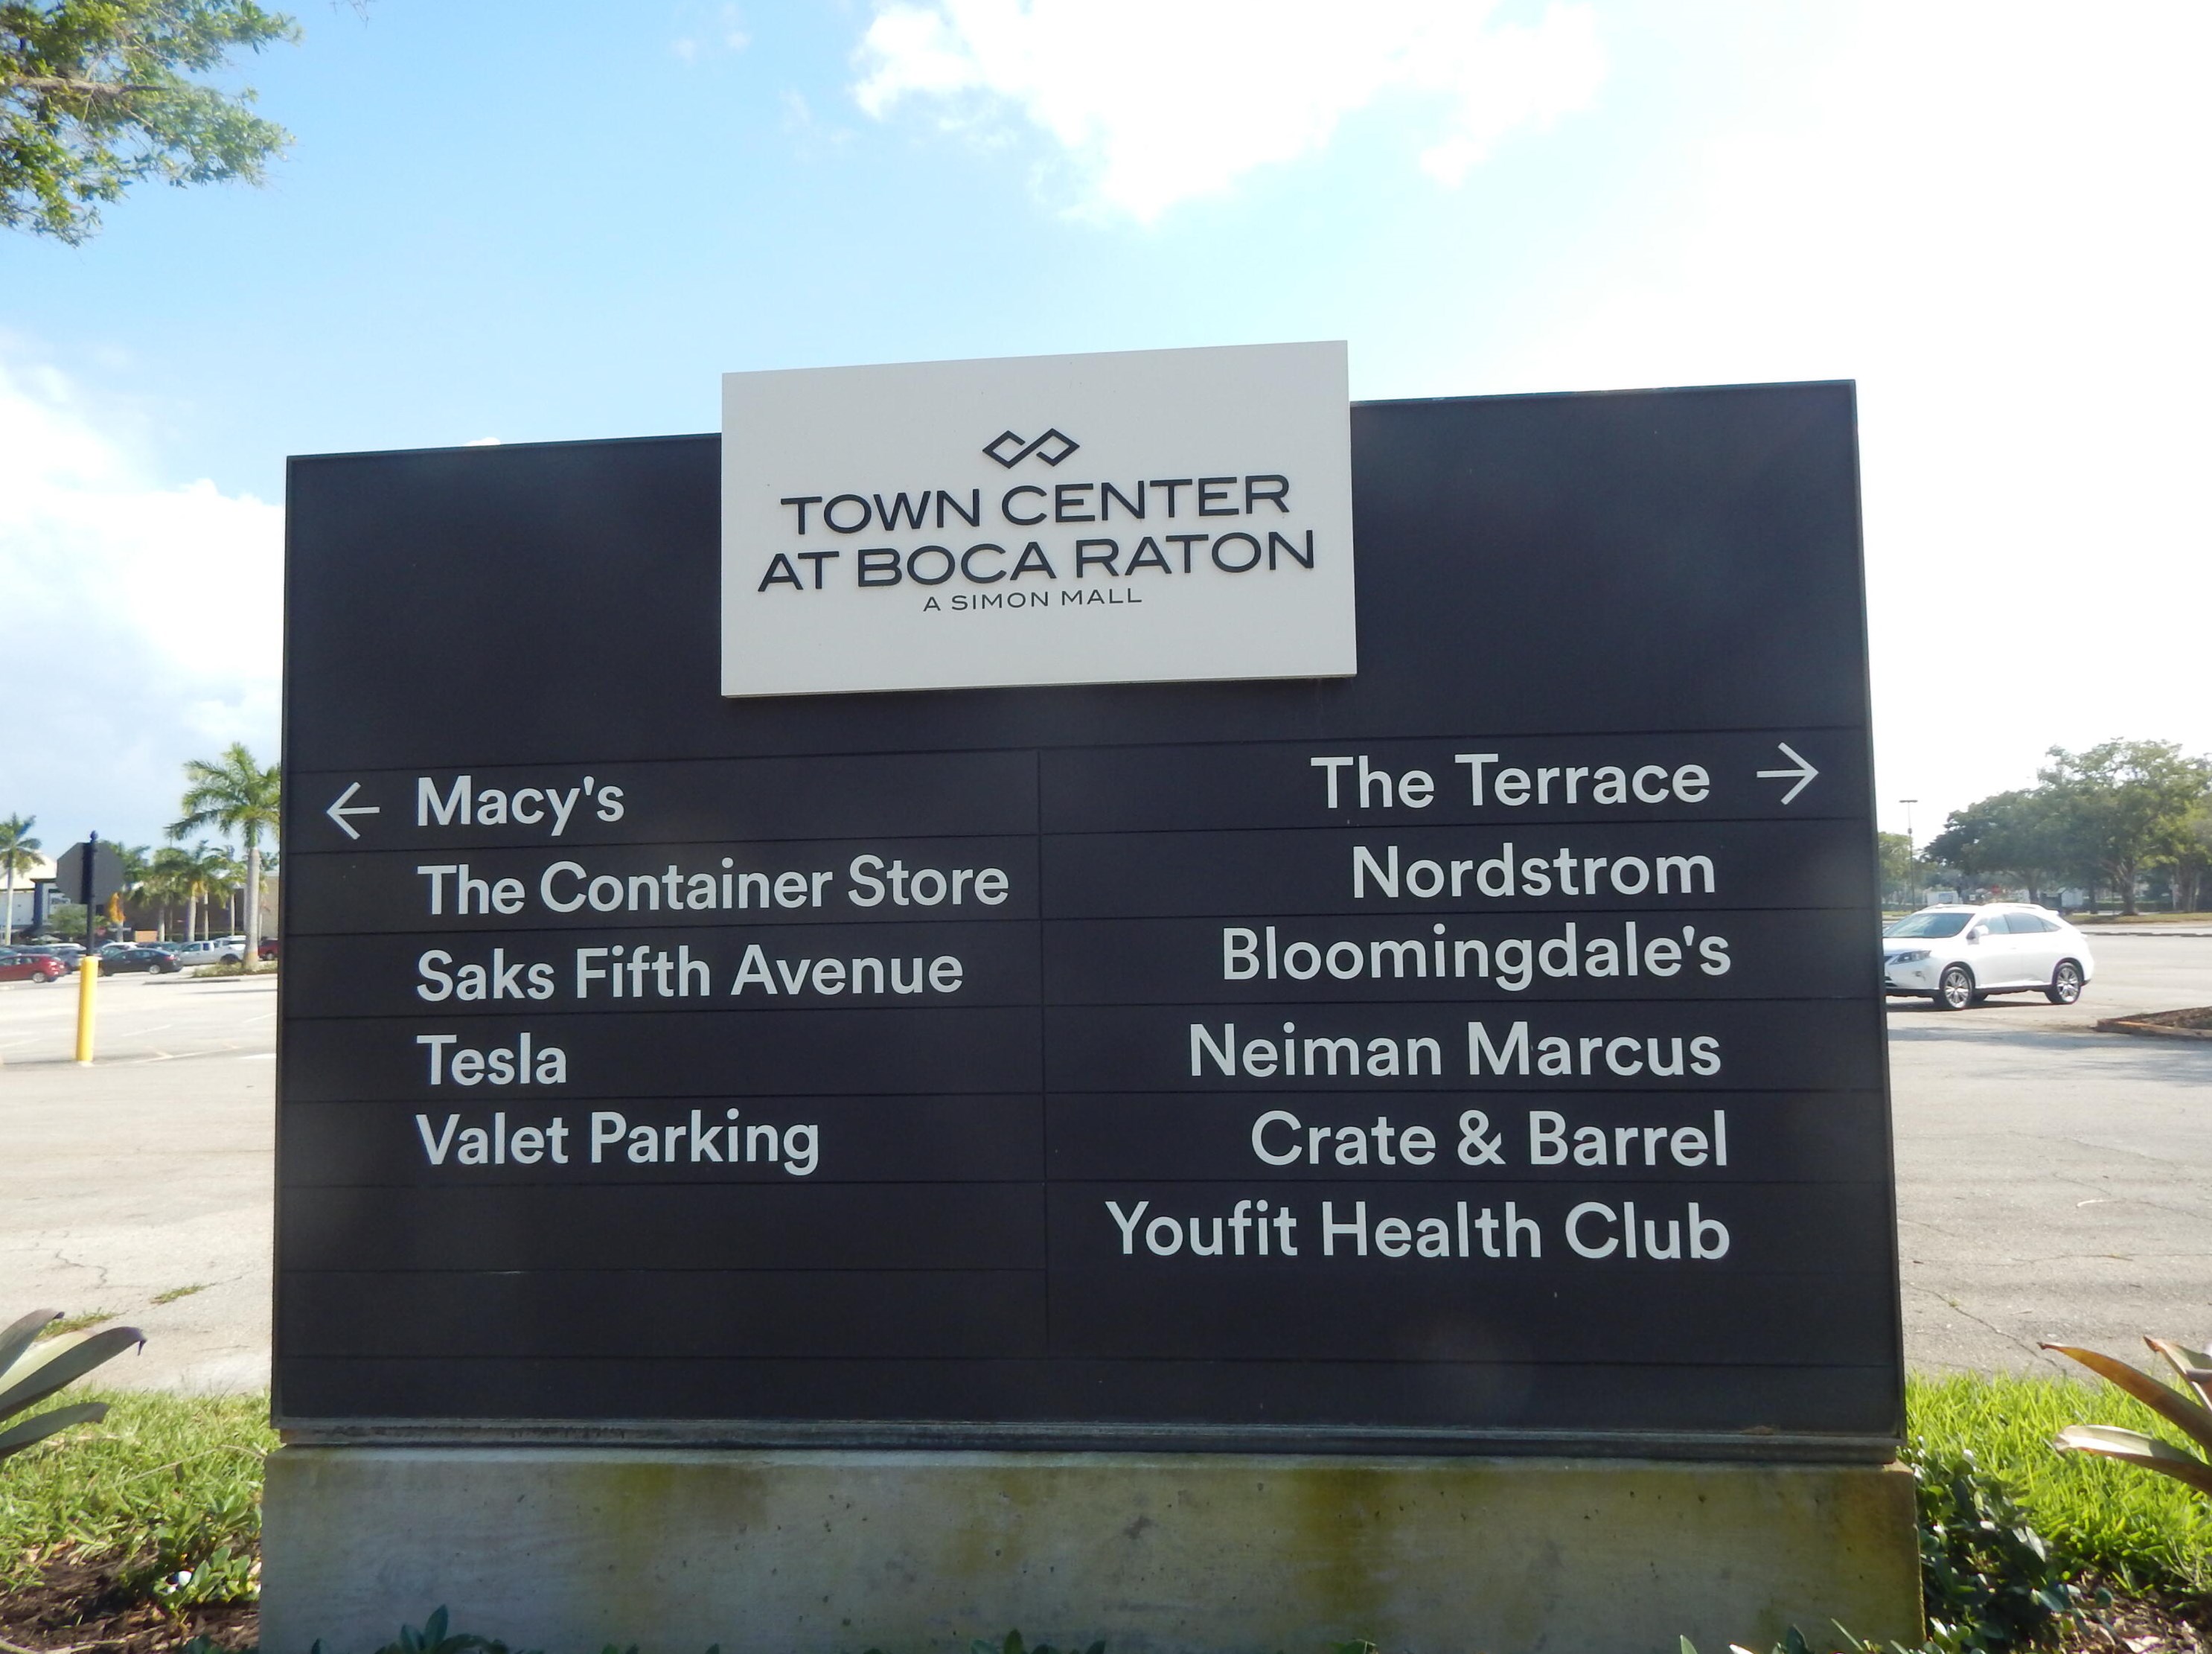 TOWN CENTER
AT BOCA RATON
A SIMON MALL
← Macy's
The Container Store
Saks Fifth Avenue
Tesla
Valet Parking
The Terrace →
Nordstrom
Bloomingdale's
Neiman Marcus
Crate & Barrel
Youfit Health Club